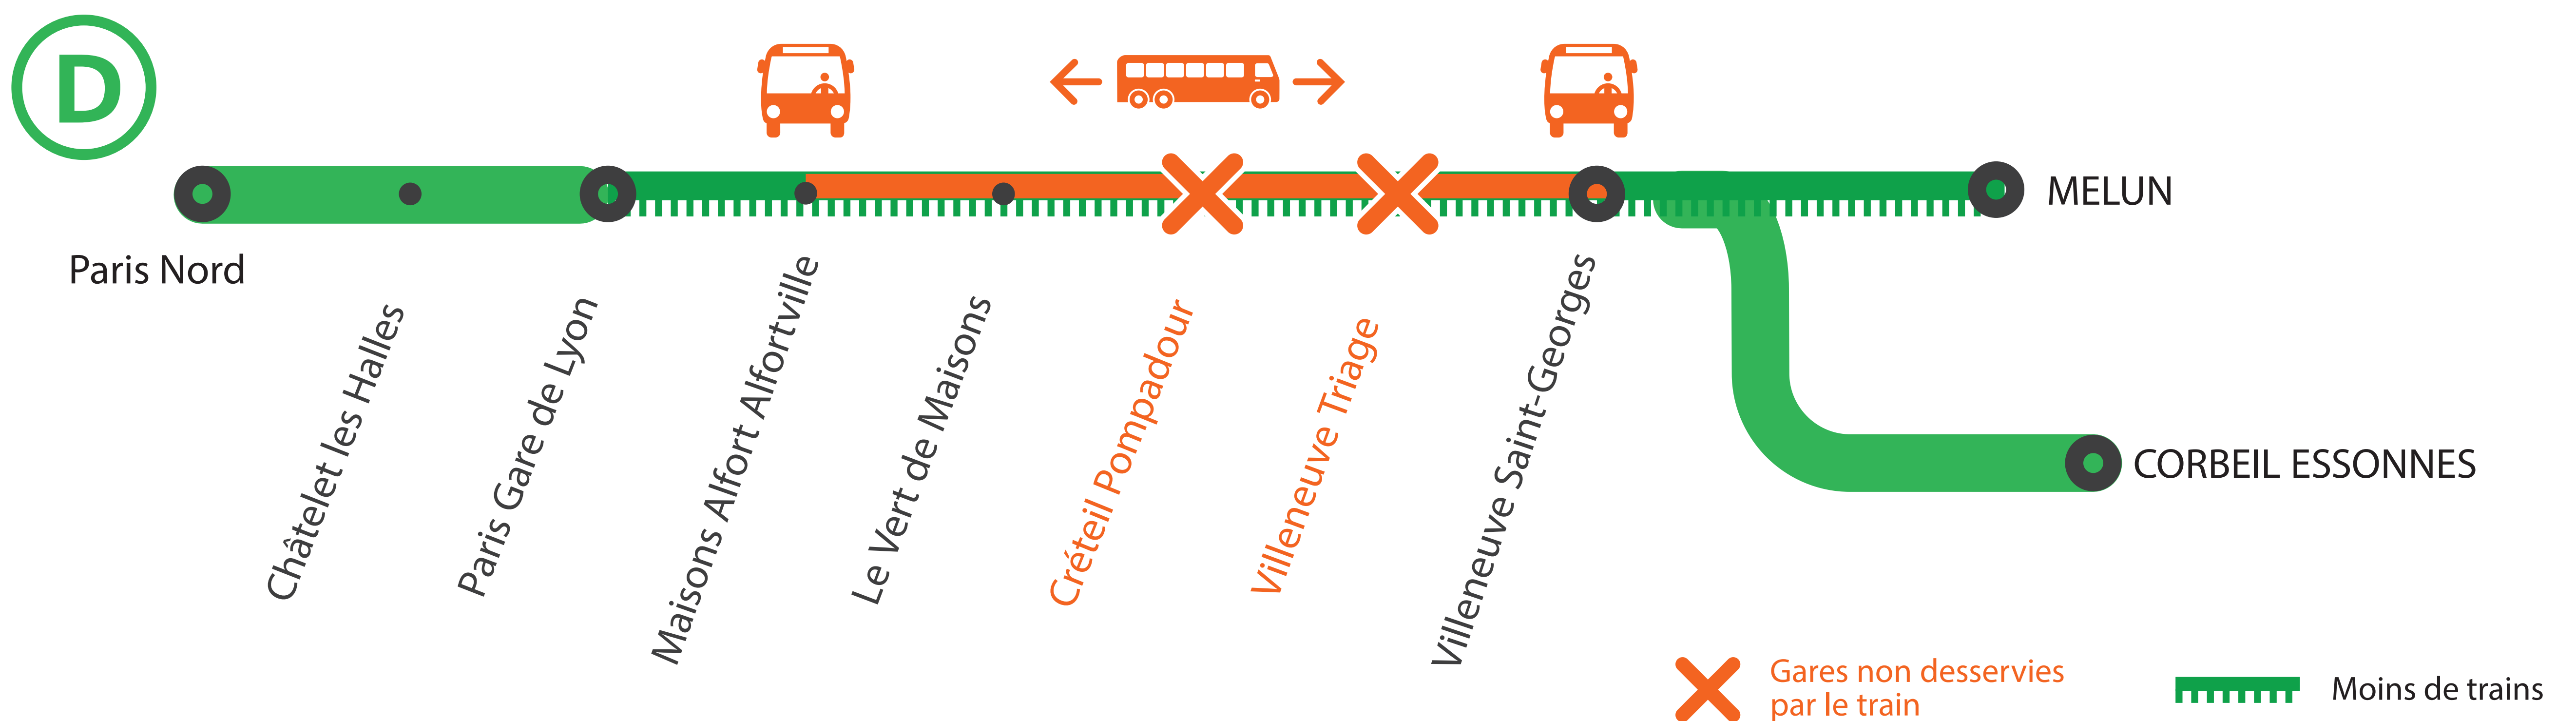 D
Paris Nord
Châtelet les Halles
Paris Gare de Lyon
Maisons Alfort Alfortville
Le Vert de Maisons
Créteil Pompadour
Villeneuve Triage
Villeneuve Saint-Georges
MELUN
CORBEIL ESSONNES
Gares non desservies
par le train
Moins de trains